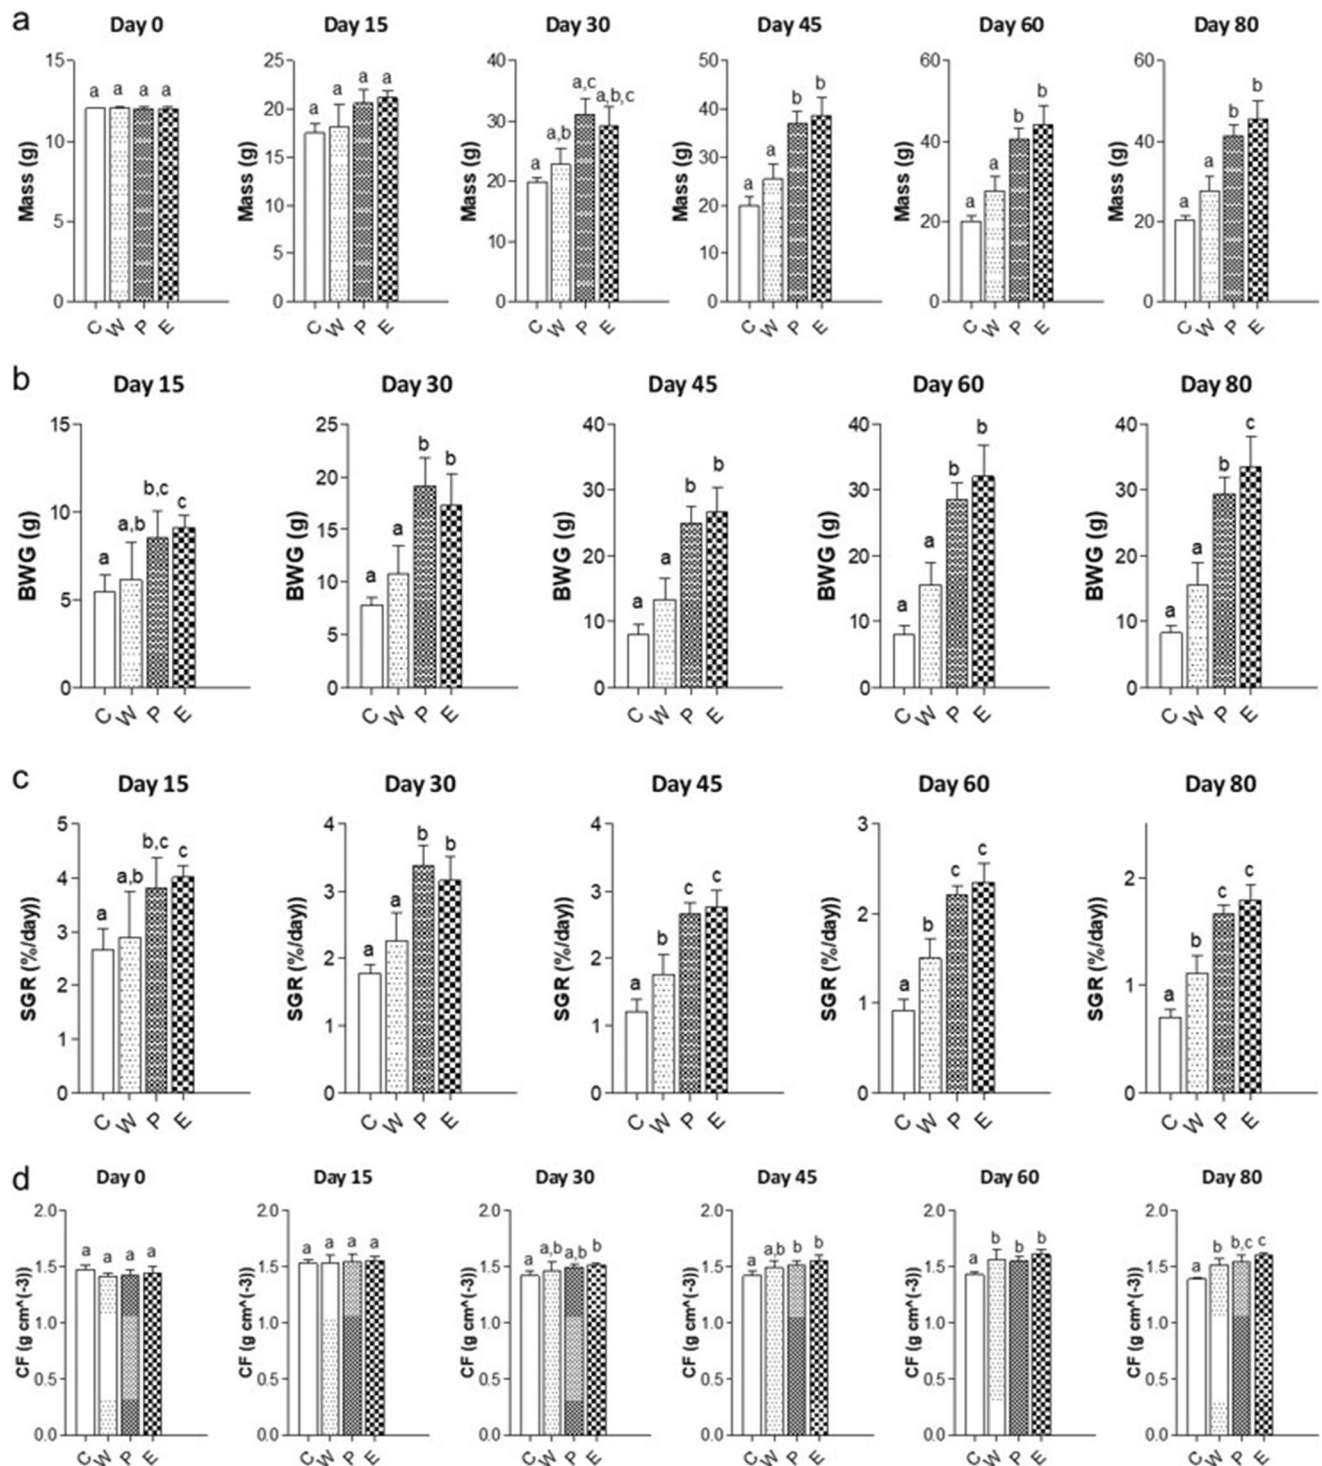 a
Day 0 Day 15 Day 30 Day 45 Day 60 Day 80
15 25 40 50 60 60
a a a a
a a a a
a a,b a,c a,b,c
a a b b
a a b b
a a b b
10 20 30 40 40 40
15 30
5 10 20 20 20 20
5 10 10
0 0 0 0 0 0
Mass (g) Mass (g) Mass (g) Mass (g) Mass (g) Mass (g)
C W P E C W P E C W P E C W P E C W P E C W P E
b
Day 15 Day 30 Day 45 Day 60 Day 80
15 25 40 40 40
a a,b b,c c
a a b b
a a b b
a a b b
a a b c
10 20 30 30 30
15 20 20 20
5 10 10 10 10
5
0 0 0 0 0
BWG (g) BWG (g) BWG (g) BWG (g) BWG (g)
C W P E C W P E C W P E C W P E C W P E
c
Day 15 Day 30 Day 45 Day 60 Day 80
5 4 4 3
a a,b b,c c
a a b b
a b c c
a b c c
a b c c
4 3 3 2 2
3 2 2
2 1 1 1 1
1
0 0 0 0 0
SGR (%/day)) SGR (%/day)) SGR (%/day)) SGR (%/day)) SGR (%/day))
C W P E C W P E C W P E C W P E C W P E
d
Day 0 Day 15 Day 30 Day 45 Day 60 Day 80
2.0 2.0 2.0 2.0 2.0 2.0
a a a a
a a a a
a a,b a,b b
a a,b b b
a b b b
a b b,c c
1.5 1.5 1.5 1.5 1.5 1.5
1.0 1.0 1.0 1.0 1.0 1.0
0.5 0.5 0.5 0.5 0.5 0.5
0.0 0.0 0.0 0.0 0.0 0.0
CF (g cm^(-3)) CF (g cm^(-3)) CF (g cm^(-3)) CF (g cm^(-3)) CF (g cm^(-3)) CF (g cm^(-3))
C W P E C W P E C W P E C W P E C W P E C W P E